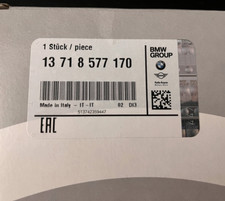 1 Stück / piece
13 71 8 577 170
BMW
GROUP
Made in Italy - IT - IT
EAC